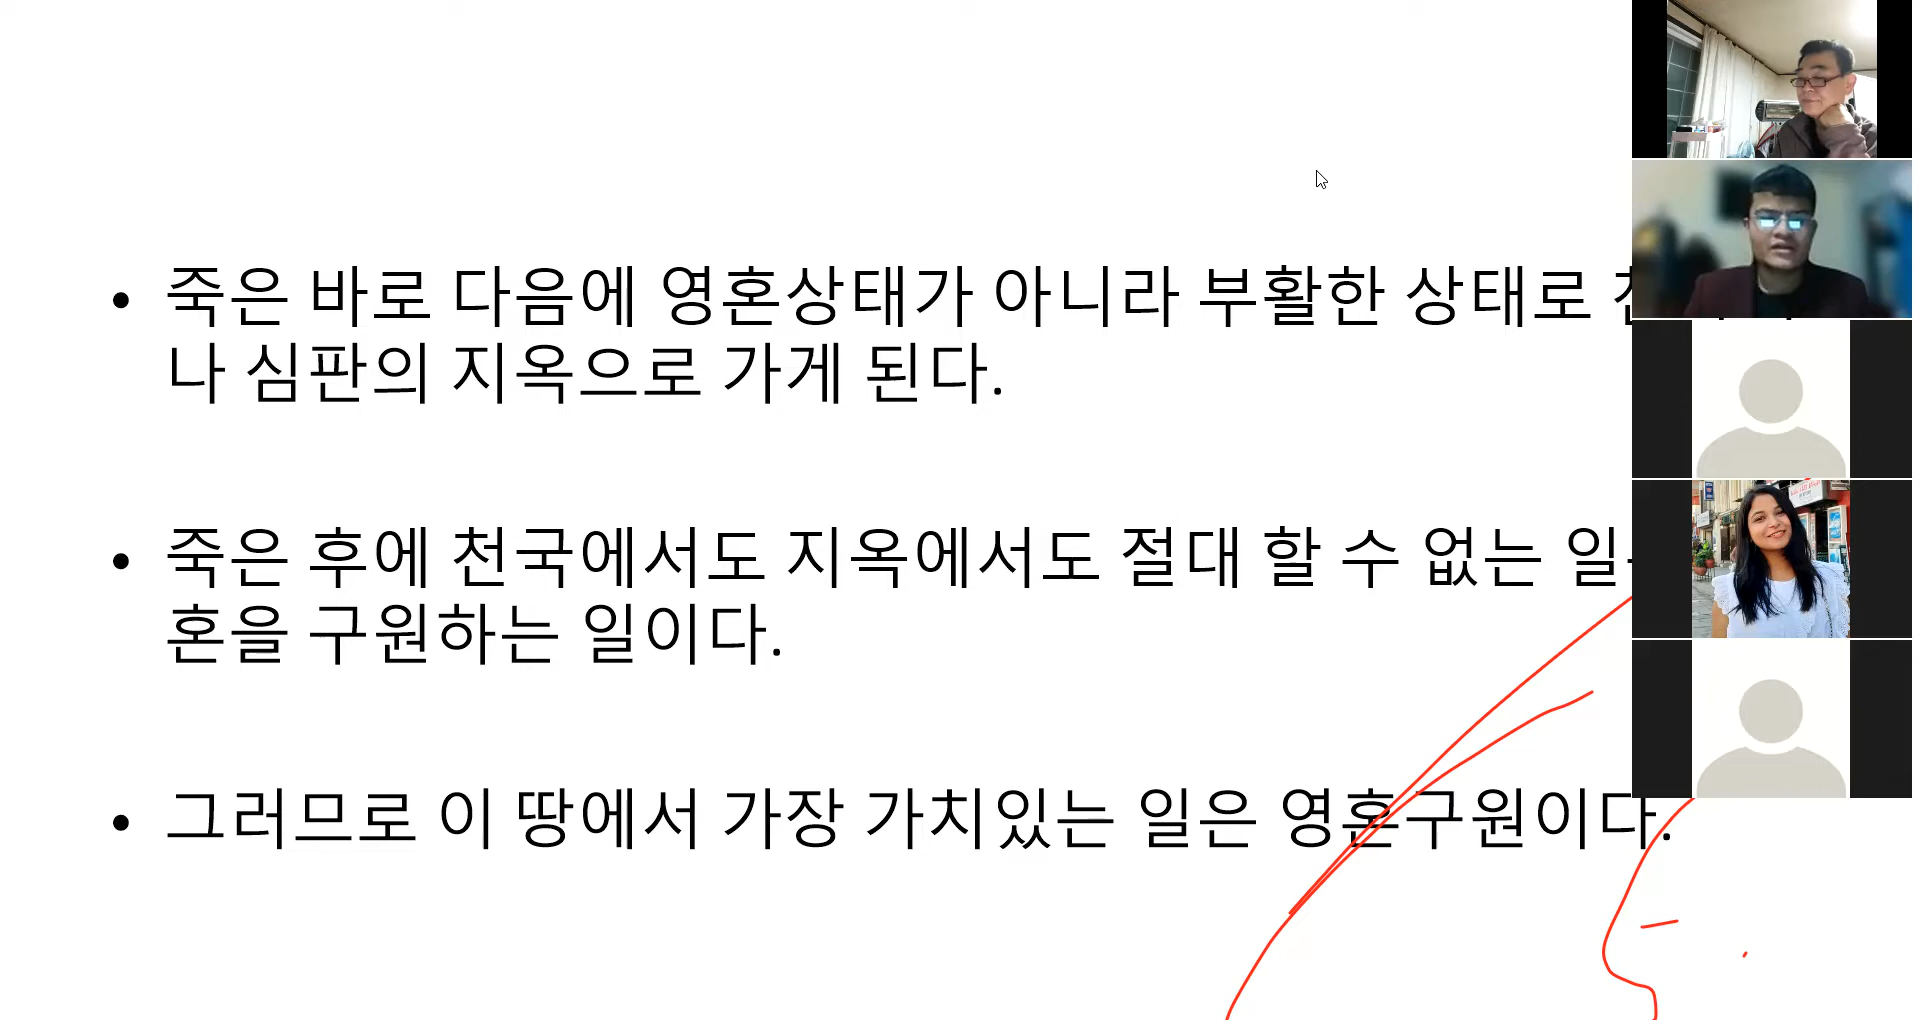 죽은 바로 다음에 영혼상태가 아니라 부활한 상태로
나 심판의 지옥으로 가게 된다.
죽은 후에 천국에서도 지옥에서도 절대 할 수 없는
혼을 구원하는 일이다.
그러므로 이 땅에서 가장 가치있는 일은 영혼구원이다.